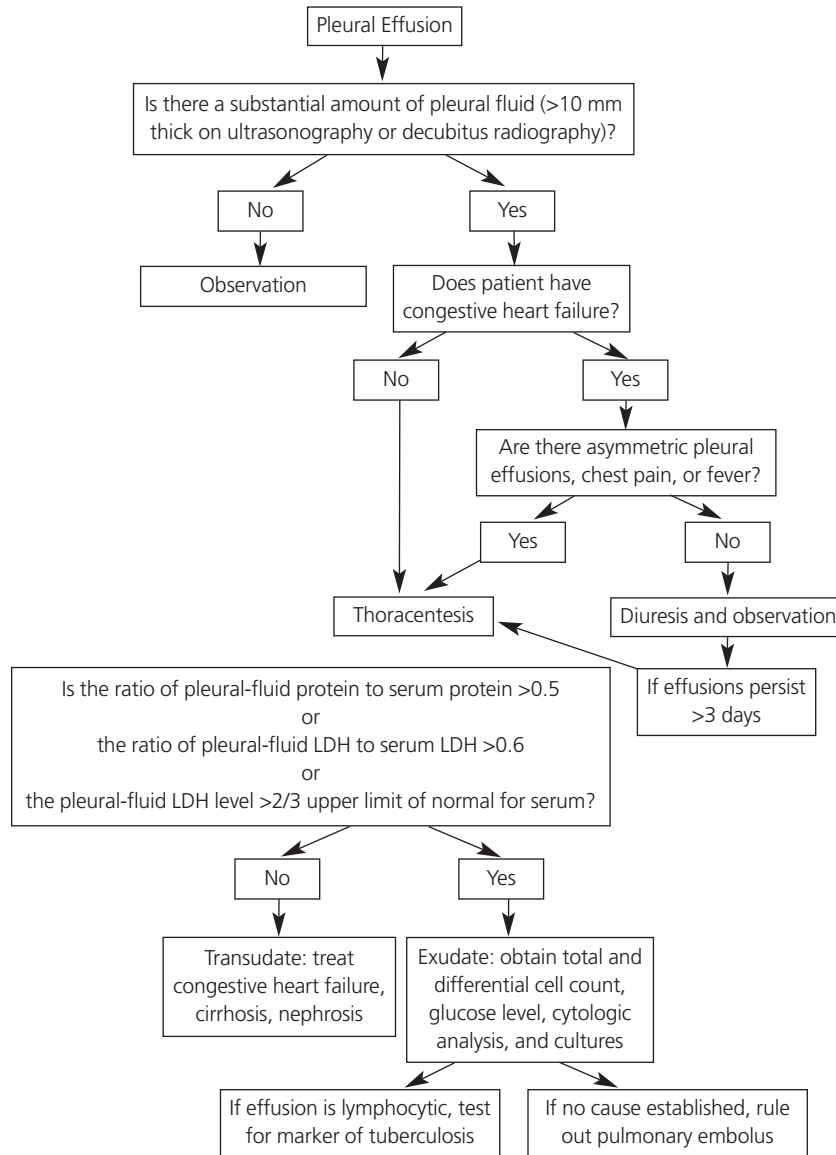 Pleural Effusion
Is there a substantial amount of pleural fluid (>10 mm
thick on ultrasonography or decubitus radiography)?
No
Yes
Observation
Does patient have
congestive heart failure?
No
Yes
Are there asymmetric pleural
effusions, chest pain, or fever?
Yes
No
Thoracentesis
Diuresis and observation
If effusions persist
>3 days
Is the ratio of pleural-fluid protein to serum protein >0.5
or
the ratio of pleural-fluid LDH to serum LDH >0.6
or
the pleural-fluid LDH level >2/3 upper limit of normal for serum?
No
Yes
Transudate: treat
congestive heart failure,
cirrhosis, nephrosis
Exudate: obtain total and
differential cell count,
glucose level, cytologic
analysis, and cultures
If effusion is lymphocytic, test
for marker of tuberculosis
If no cause established, rule
out pulmonary embolus